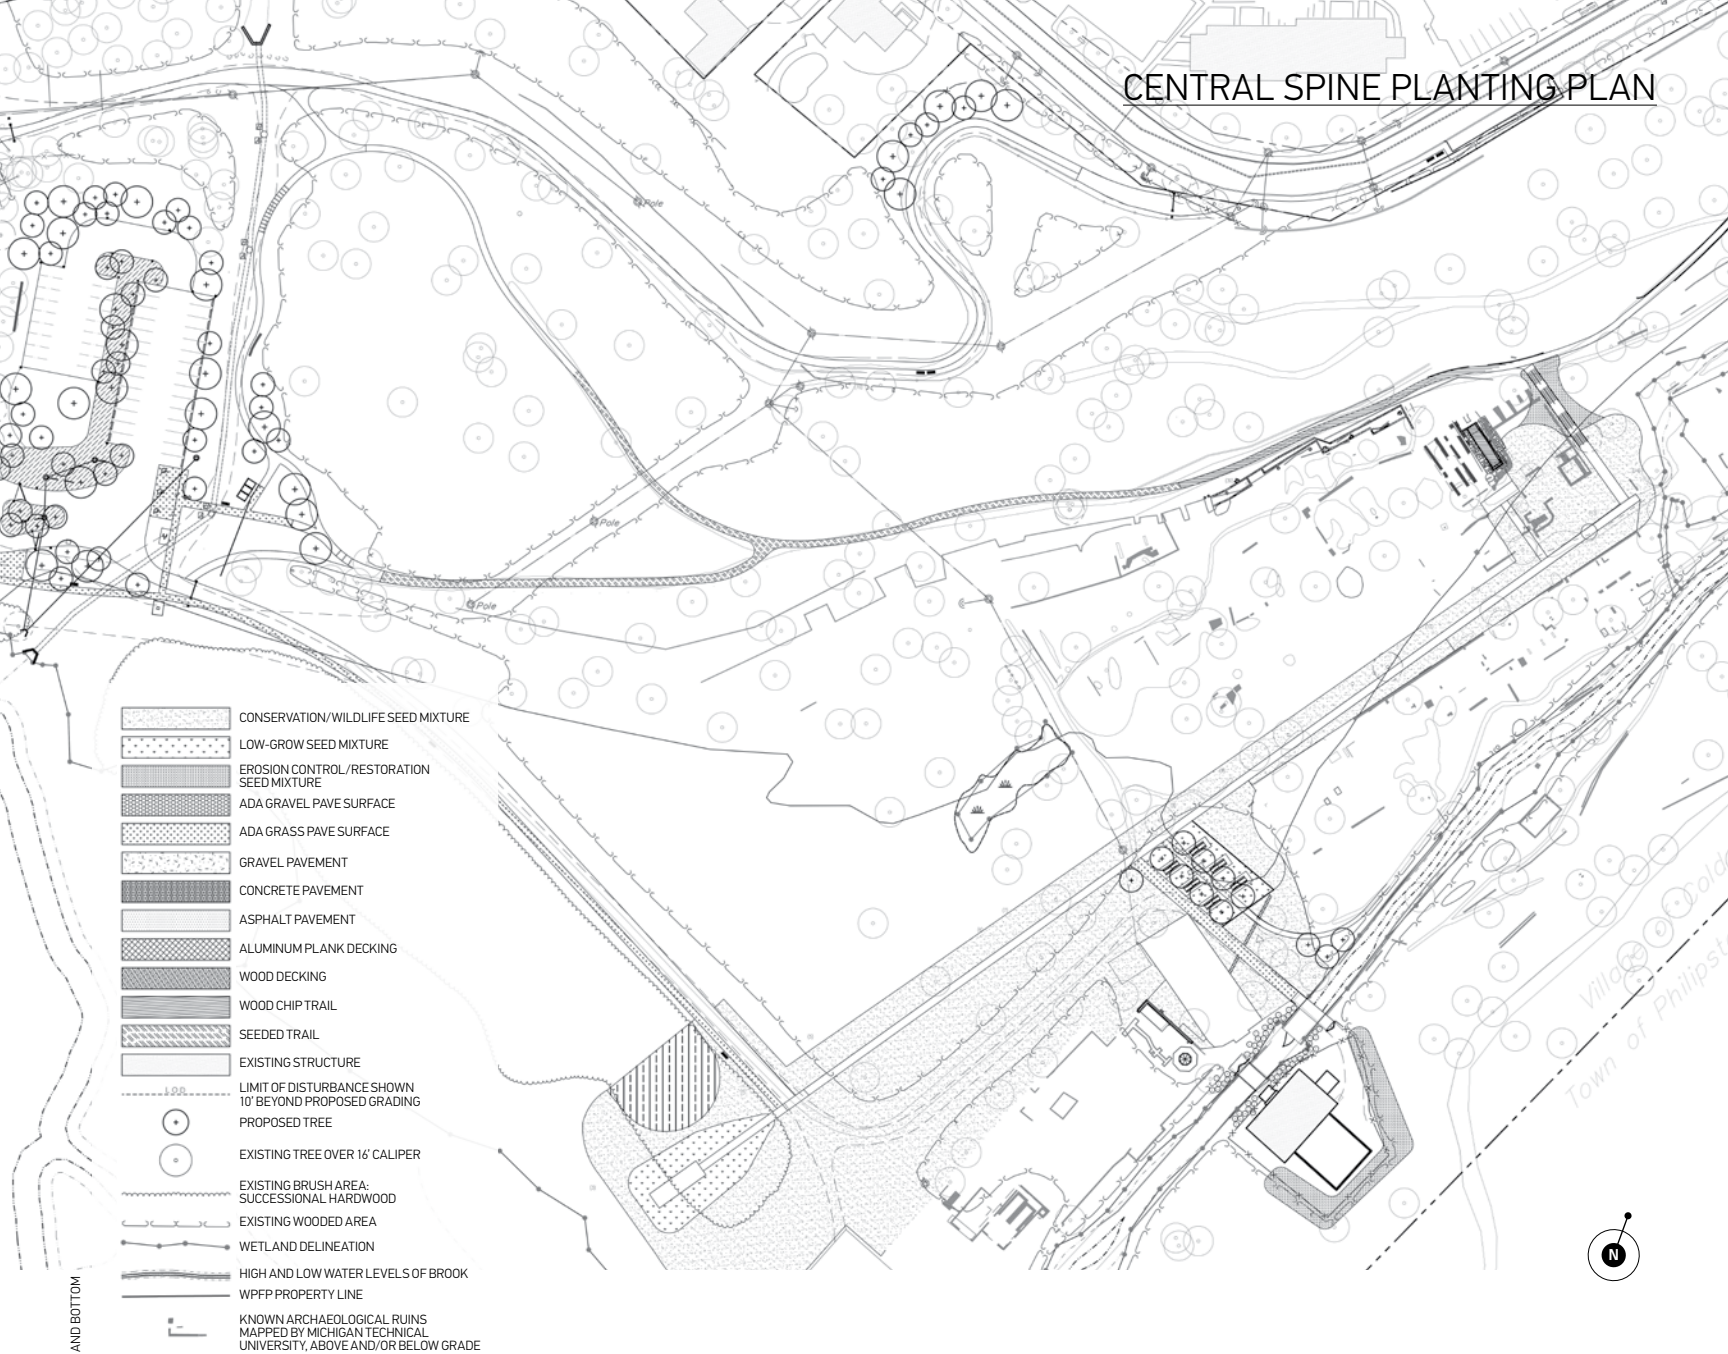 CENTRAL SPINE PLANTING PLAN
Pole
Pole
Pole
CONSERVATION/WILDLIFE SEED MIXTURE
LOW-GROW SEED MIXTURE
EROSION CONTROL/RESTORATION
SEED MIXTURE
ADA GRAVEL PAVE SURFACE
ADA GRASS PAVE SURFACE
GRAVEL PAVEMENT
CONCRETE PAVEMENT
ASPHALT PAVEMENT
ALUMINUM PLANK DECKING
WOOD DECKING
WOOD CHIP TRAIL
SEEDED TRAIL
EXISTING STRUCTURE
LOD
LIMIT OF DISTURBANCE SHOWN
10' BEYOND PROPOSED GRADING
PROPOSED TREE
EXISTING TREE OVER 16' CALIPER
EXISTING BRUSH AREA:
SUCCESSIONAL HARDWOOD
EXISTING WOODED AREA
WETLAND DELINEATION
HIGH AND LOW WATER LEVELS OF BROOK
WPFP PROPERTY LINE
KNOWN ARCHAEOLOGICAL RUINS
MAPPED BY MICHIGAN TECHNICAL
UNIVERSITY, ABOVE AND/OR BELOW GRADE
AND BOTTOM
Village
Town of Philipst
N